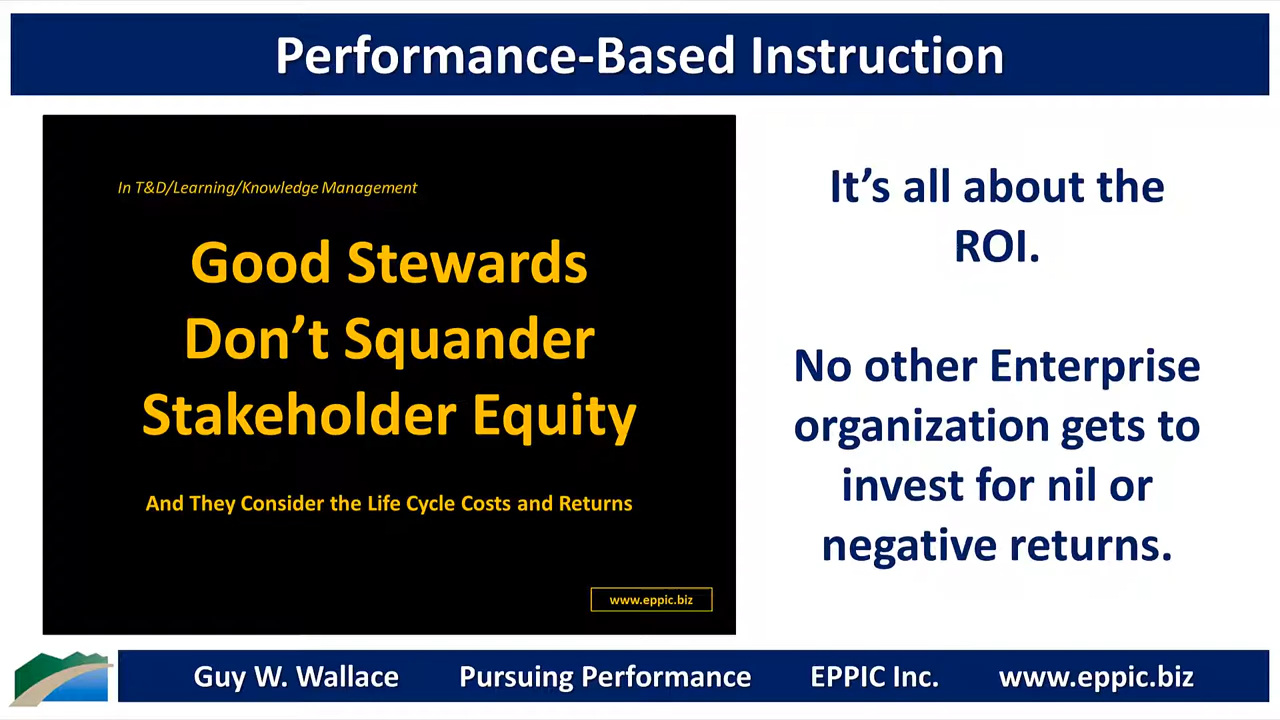 Performance-Based Instruction
In T&D/Learning/Knowledge Management
Good Stewards
Don’t Squander
Stakeholder Equity
And They Consider the Life Cycle Costs and Returns
www.eppic.biz
It’s all about the
ROI.
No other Enterprise
organization gets to
invest for nil or
negative returns.
Guy W. Wallace Pursuing Performance EPPIC Inc. www.eppic.biz